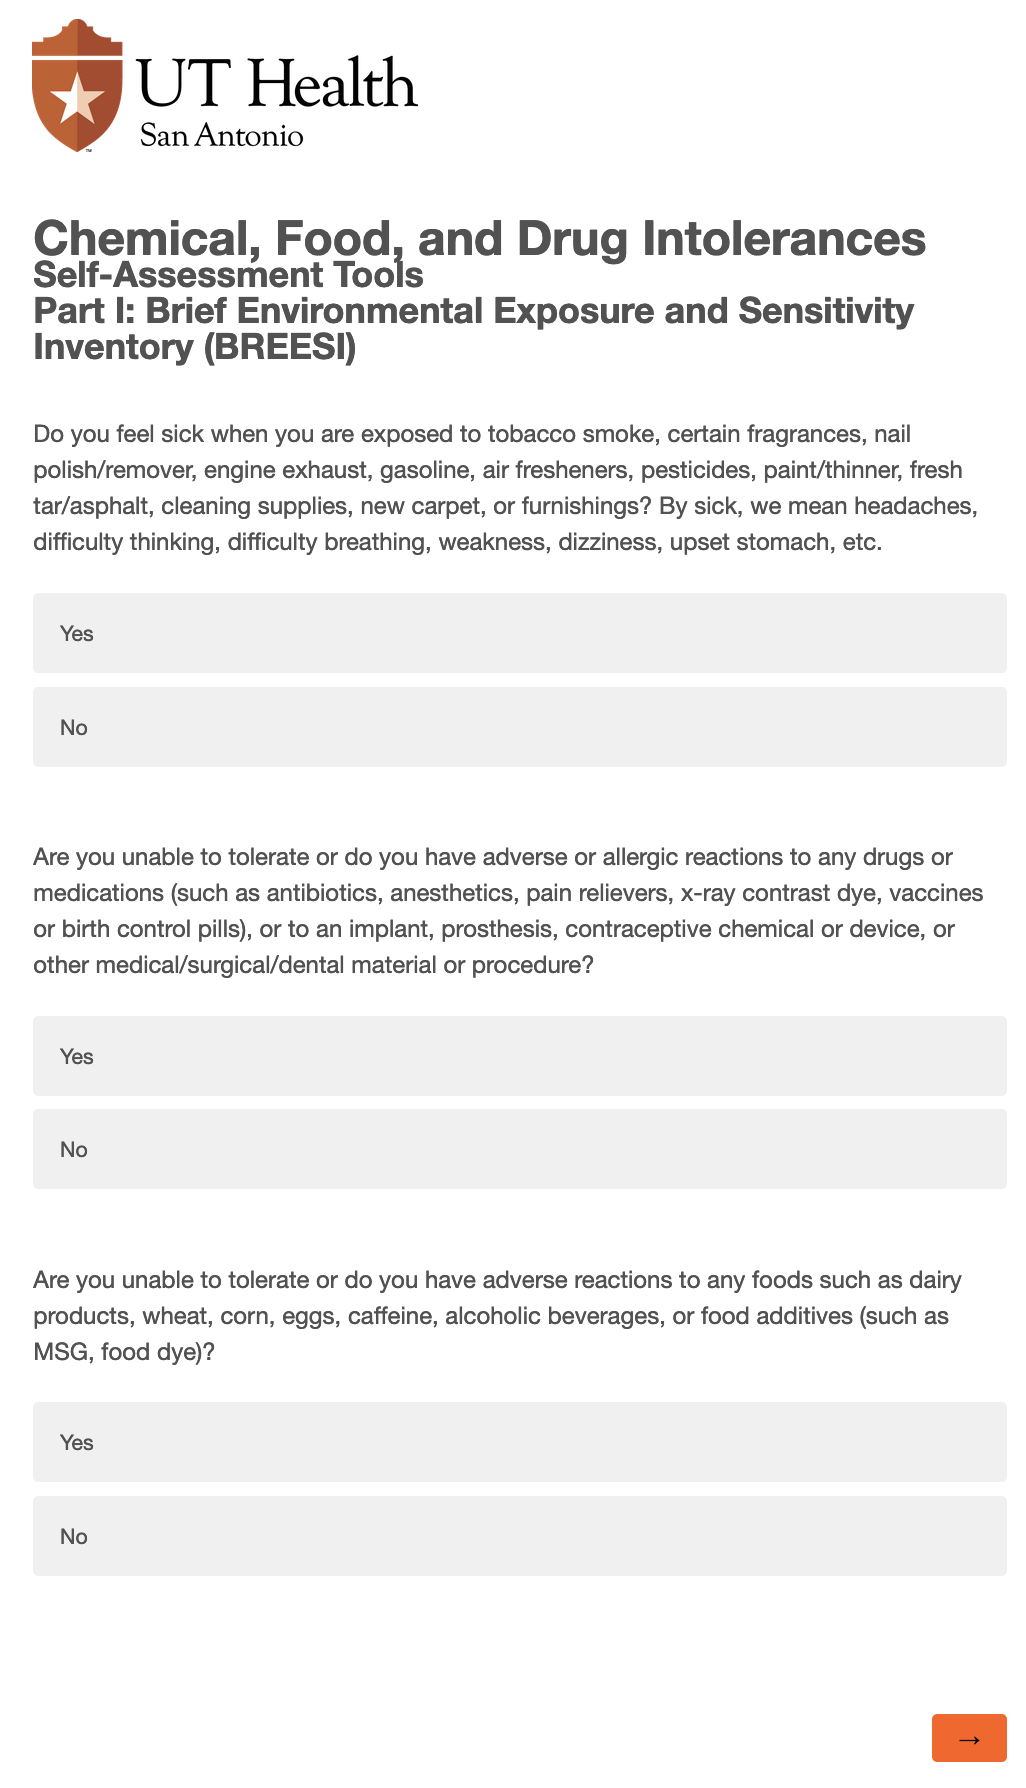 UT Health
San Antonio
™
Chemical, Food, and Drug Intolerances
Self-Assessment Tools
Part I: Brief Environmental Exposure and Sensitivity
Inventory (BREESI)
Do you feel sick when you are exposed to tobacco smoke, certain fragrances, nail
polish/remover, engine exhaust, gasoline, air fresheners, pesticides, paint/thinner, fresh
tar/asphalt, cleaning supplies, new carpet, or furnishings? By sick, we mean headaches,
difficulty thinking, difficulty breathing, weakness, dizziness, upset stomach, etc.
Yes
No
Are you unable to tolerate or do you have adverse or allergic reactions to any drugs or
medications (such as antibiotics, anesthetics, pain relievers, x-ray contrast dye, vaccines
or birth control pills), or to an implant, prosthesis, contraceptive chemical or device, or
other medical/surgical/dental material or procedure?
Yes
No
Are you unable to tolerate or do you have adverse reactions to any foods such as dairy
products, wheat, corn, eggs, caffeine, alcoholic beverages, or food additives (such as
MSG, food dye)?
Yes
No
→